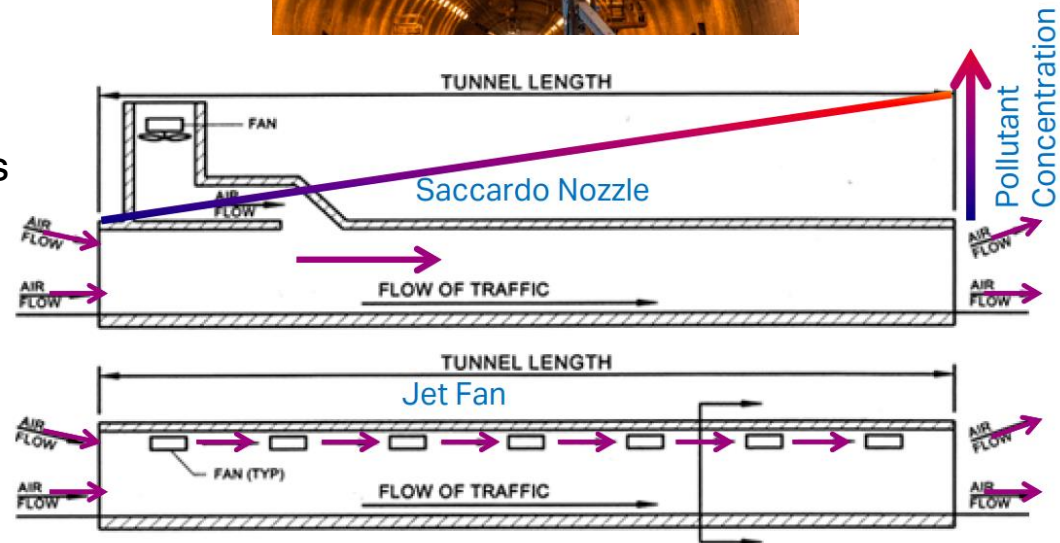 TUNNEL LENGTH
FAN
s
Saccardo Nozzle
AIR
FLOW
AIR
FLOW
AIR
FLOW
FLOW OF TRAFFIC
AIR
FLOW
AIR
FLOW
Pollutant
Concentration
TUNNEL LENGTH
Jet Fan
AIR
FLOW
FAN (TYP)
AIR
FLOW
FLOW OF TRAFFIC
AIR
FLOW
AIR
FLOW